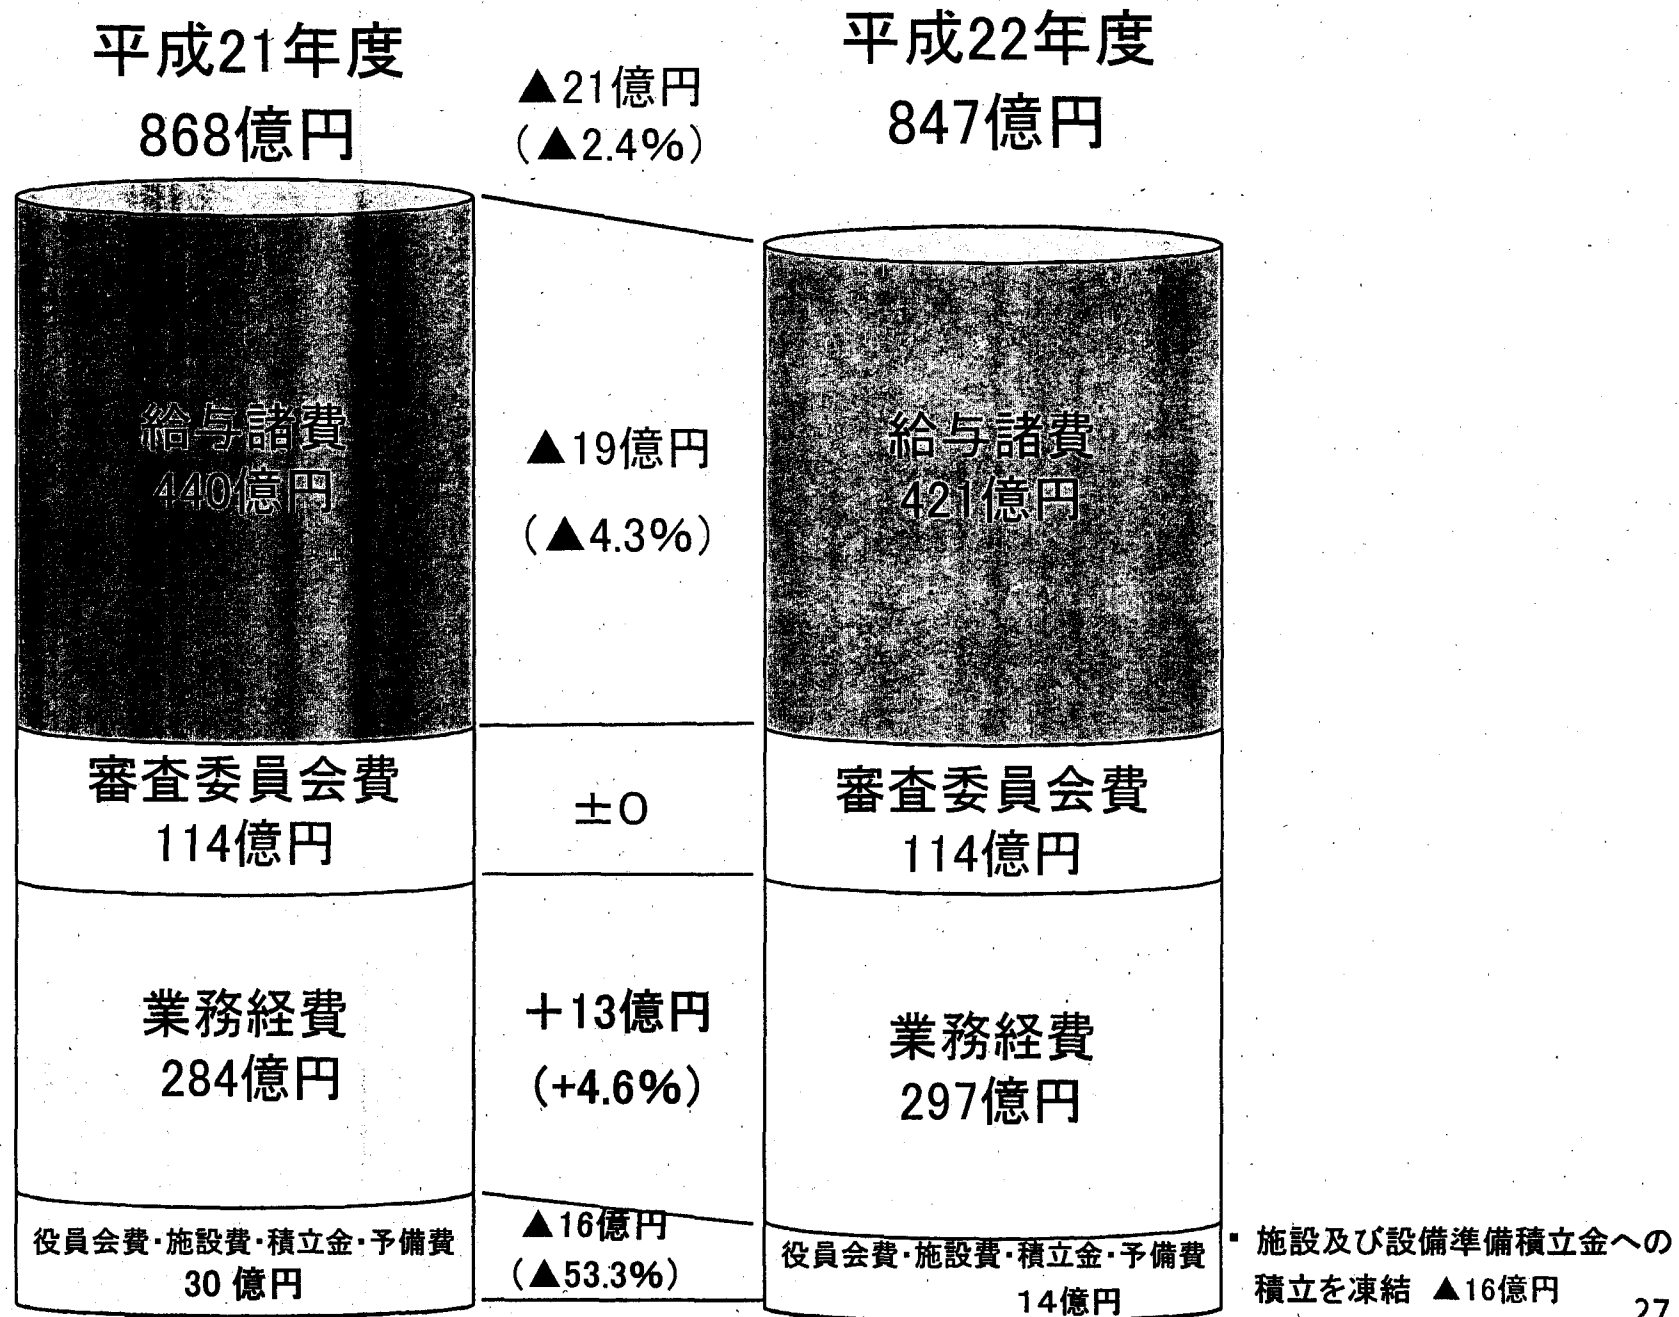 平成21年度
868億円
▲21億円
(▲2.4%)
平成22年度
847億円
給与諸費
440億円
▲19億円
(▲4.3%)
給与諸費
421億円
審査委員会費
114億円
±0
審査委員会費
114億円
業務経費
284億円
+13億円
(+4.6%)
業務経費
297億円
役員会費・施設費・積立金・予備費
30億円
▲16億円
(▲53.3%)
役員会費・施設費・積立金・予備費
14億円
▪ 施設及び設備準備積立金への
積立を凍結 ▲16億円
27